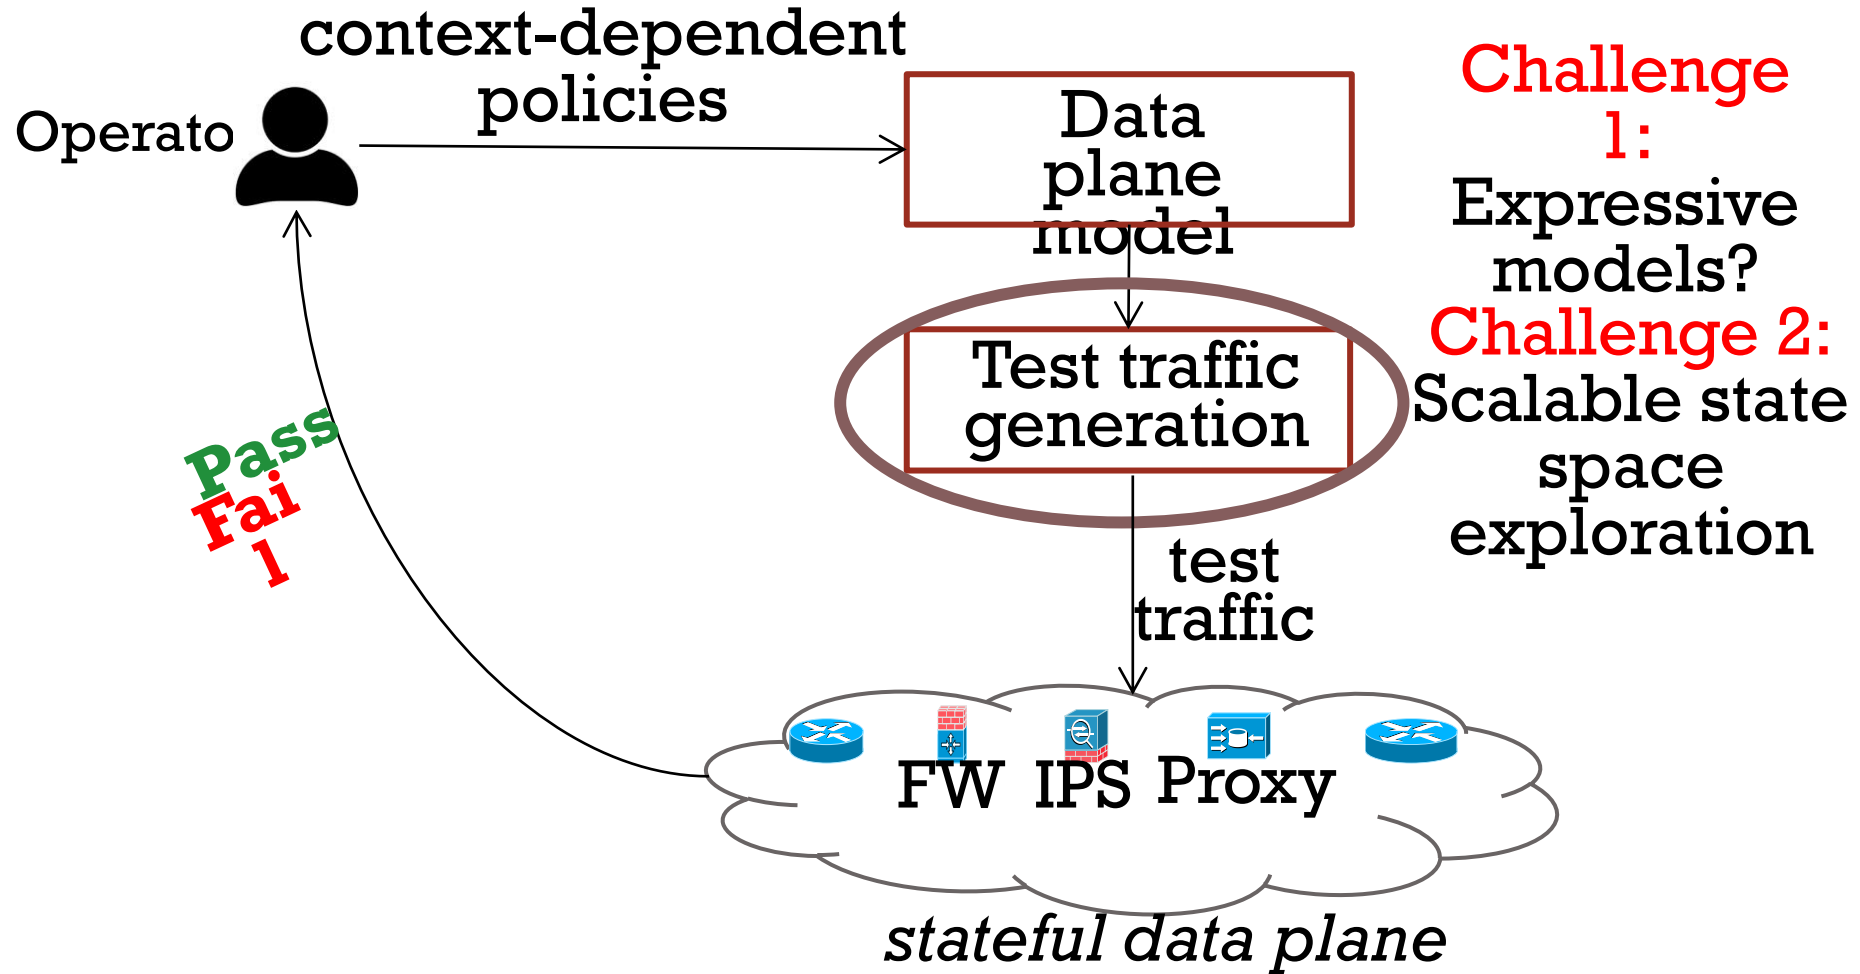 context-dependent
policies
Operato
Data
plane
model
Challenge
1:
Expressive
models?
Challenge 2:
Scalable state
space
exploration
Test traffic
generation
Pass
Fai
l
test
traffic
FW IPS Proxy
stateful data plane